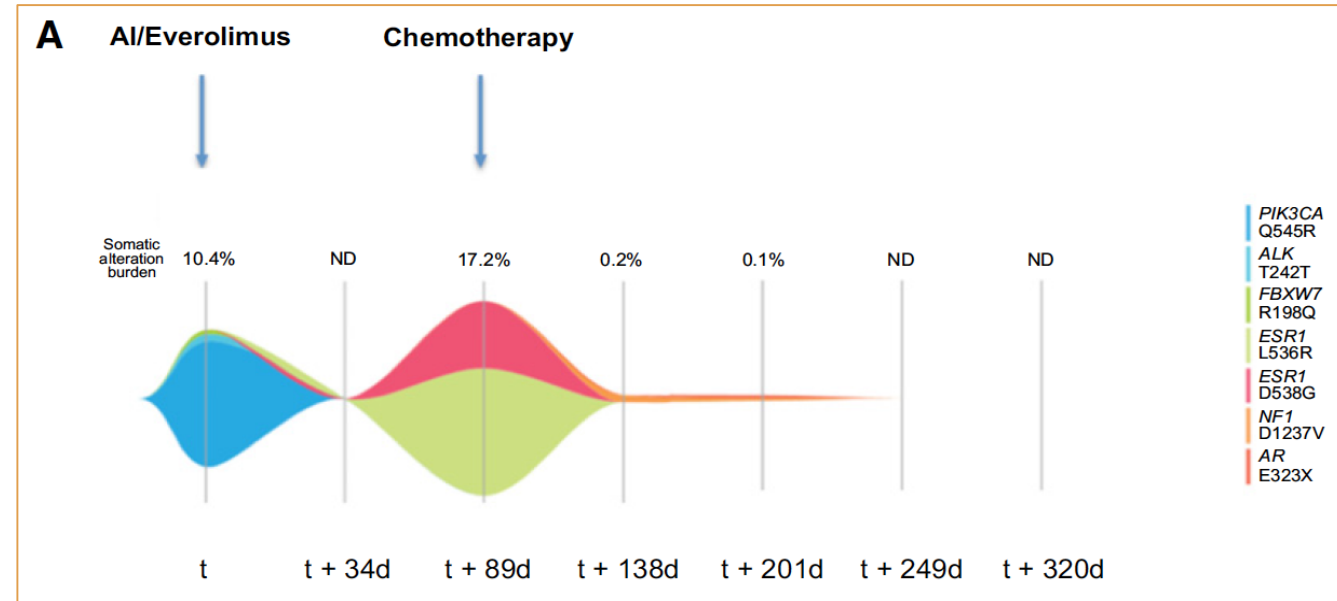 A
AI/Everolimus
Chemotherapy
Somatic
alteration
burden
10.4%
ND
17.2%
0.2%
0.1%
ND
ND
PIK3CA
Q545R
ALK
T242T
FBXW7
R198Q
ESR1
L536R
ESR1
D538G
NF1
D1237V
AR
E323X
t
t + 34d
t + 89d
t + 138d
t + 201d
t + 249d
t + 320d